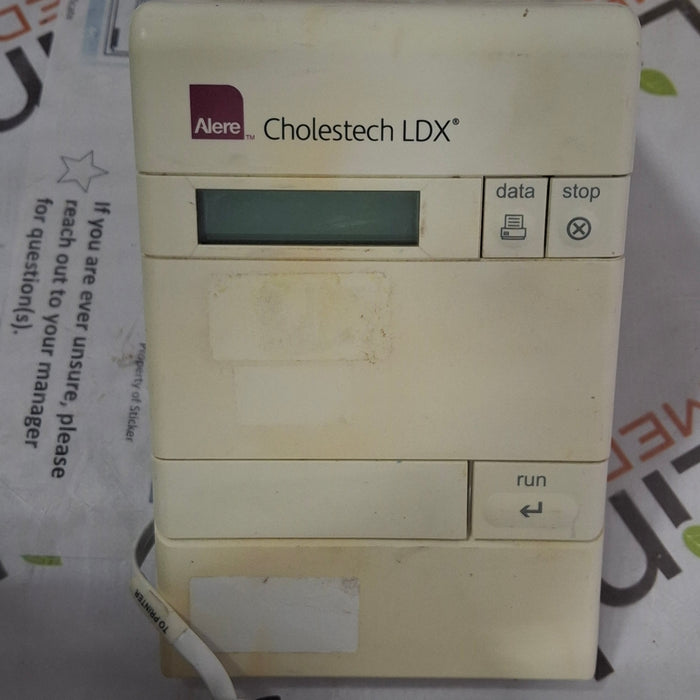 Alere™
Cholestech LDX®
data
stop
run
TO PRINTER
If you are ever unsure, please
reach out to your manager
for question(s).
Property of Sticker